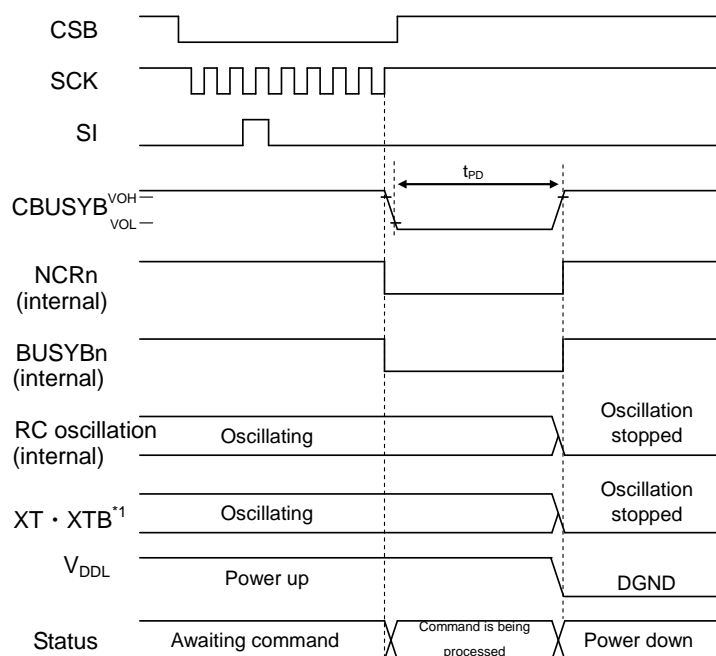 CSB
SCK
SI
tPD
CBUSYB VOH
VOL
NCRn
(internal)
BUSYBn
(internal)
RC oscillation
(internal)
Oscillating
Oscillation
stopped
XT・XTB*1
Oscillating
Oscillation
stopped
VDDL
Power up
DGND
Status
Awaiting command
Command is being
processed
Power down